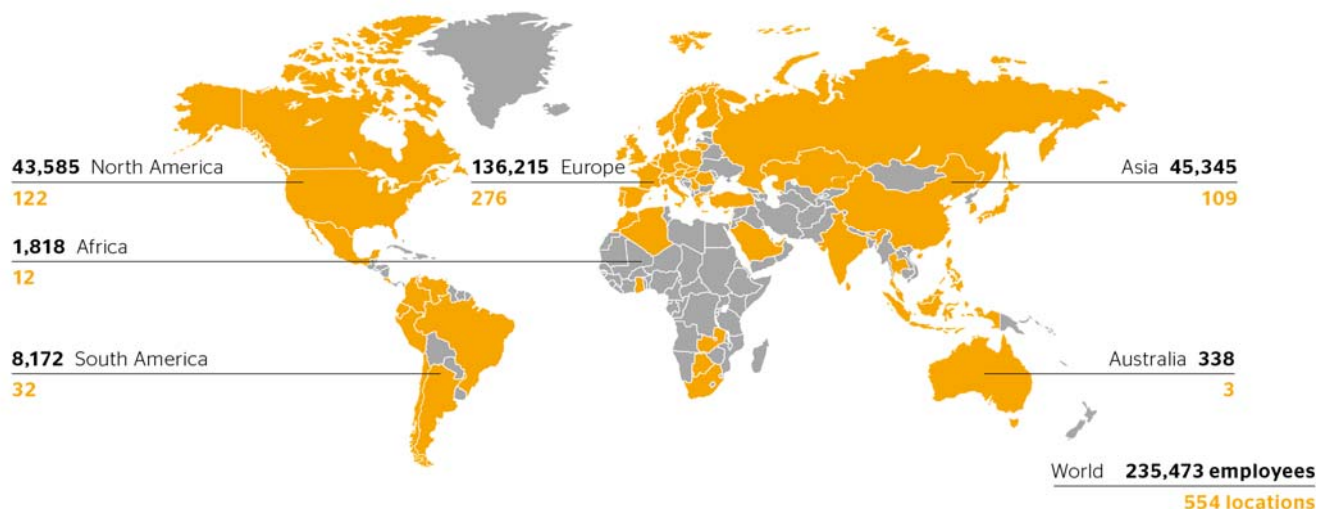 43,585 North America
122
136,215 Europe
276
Asia 45,345
109
1,818 Africa
12
8,172 South America
32
Australia 338
3
World 235,473 employees
554 locations